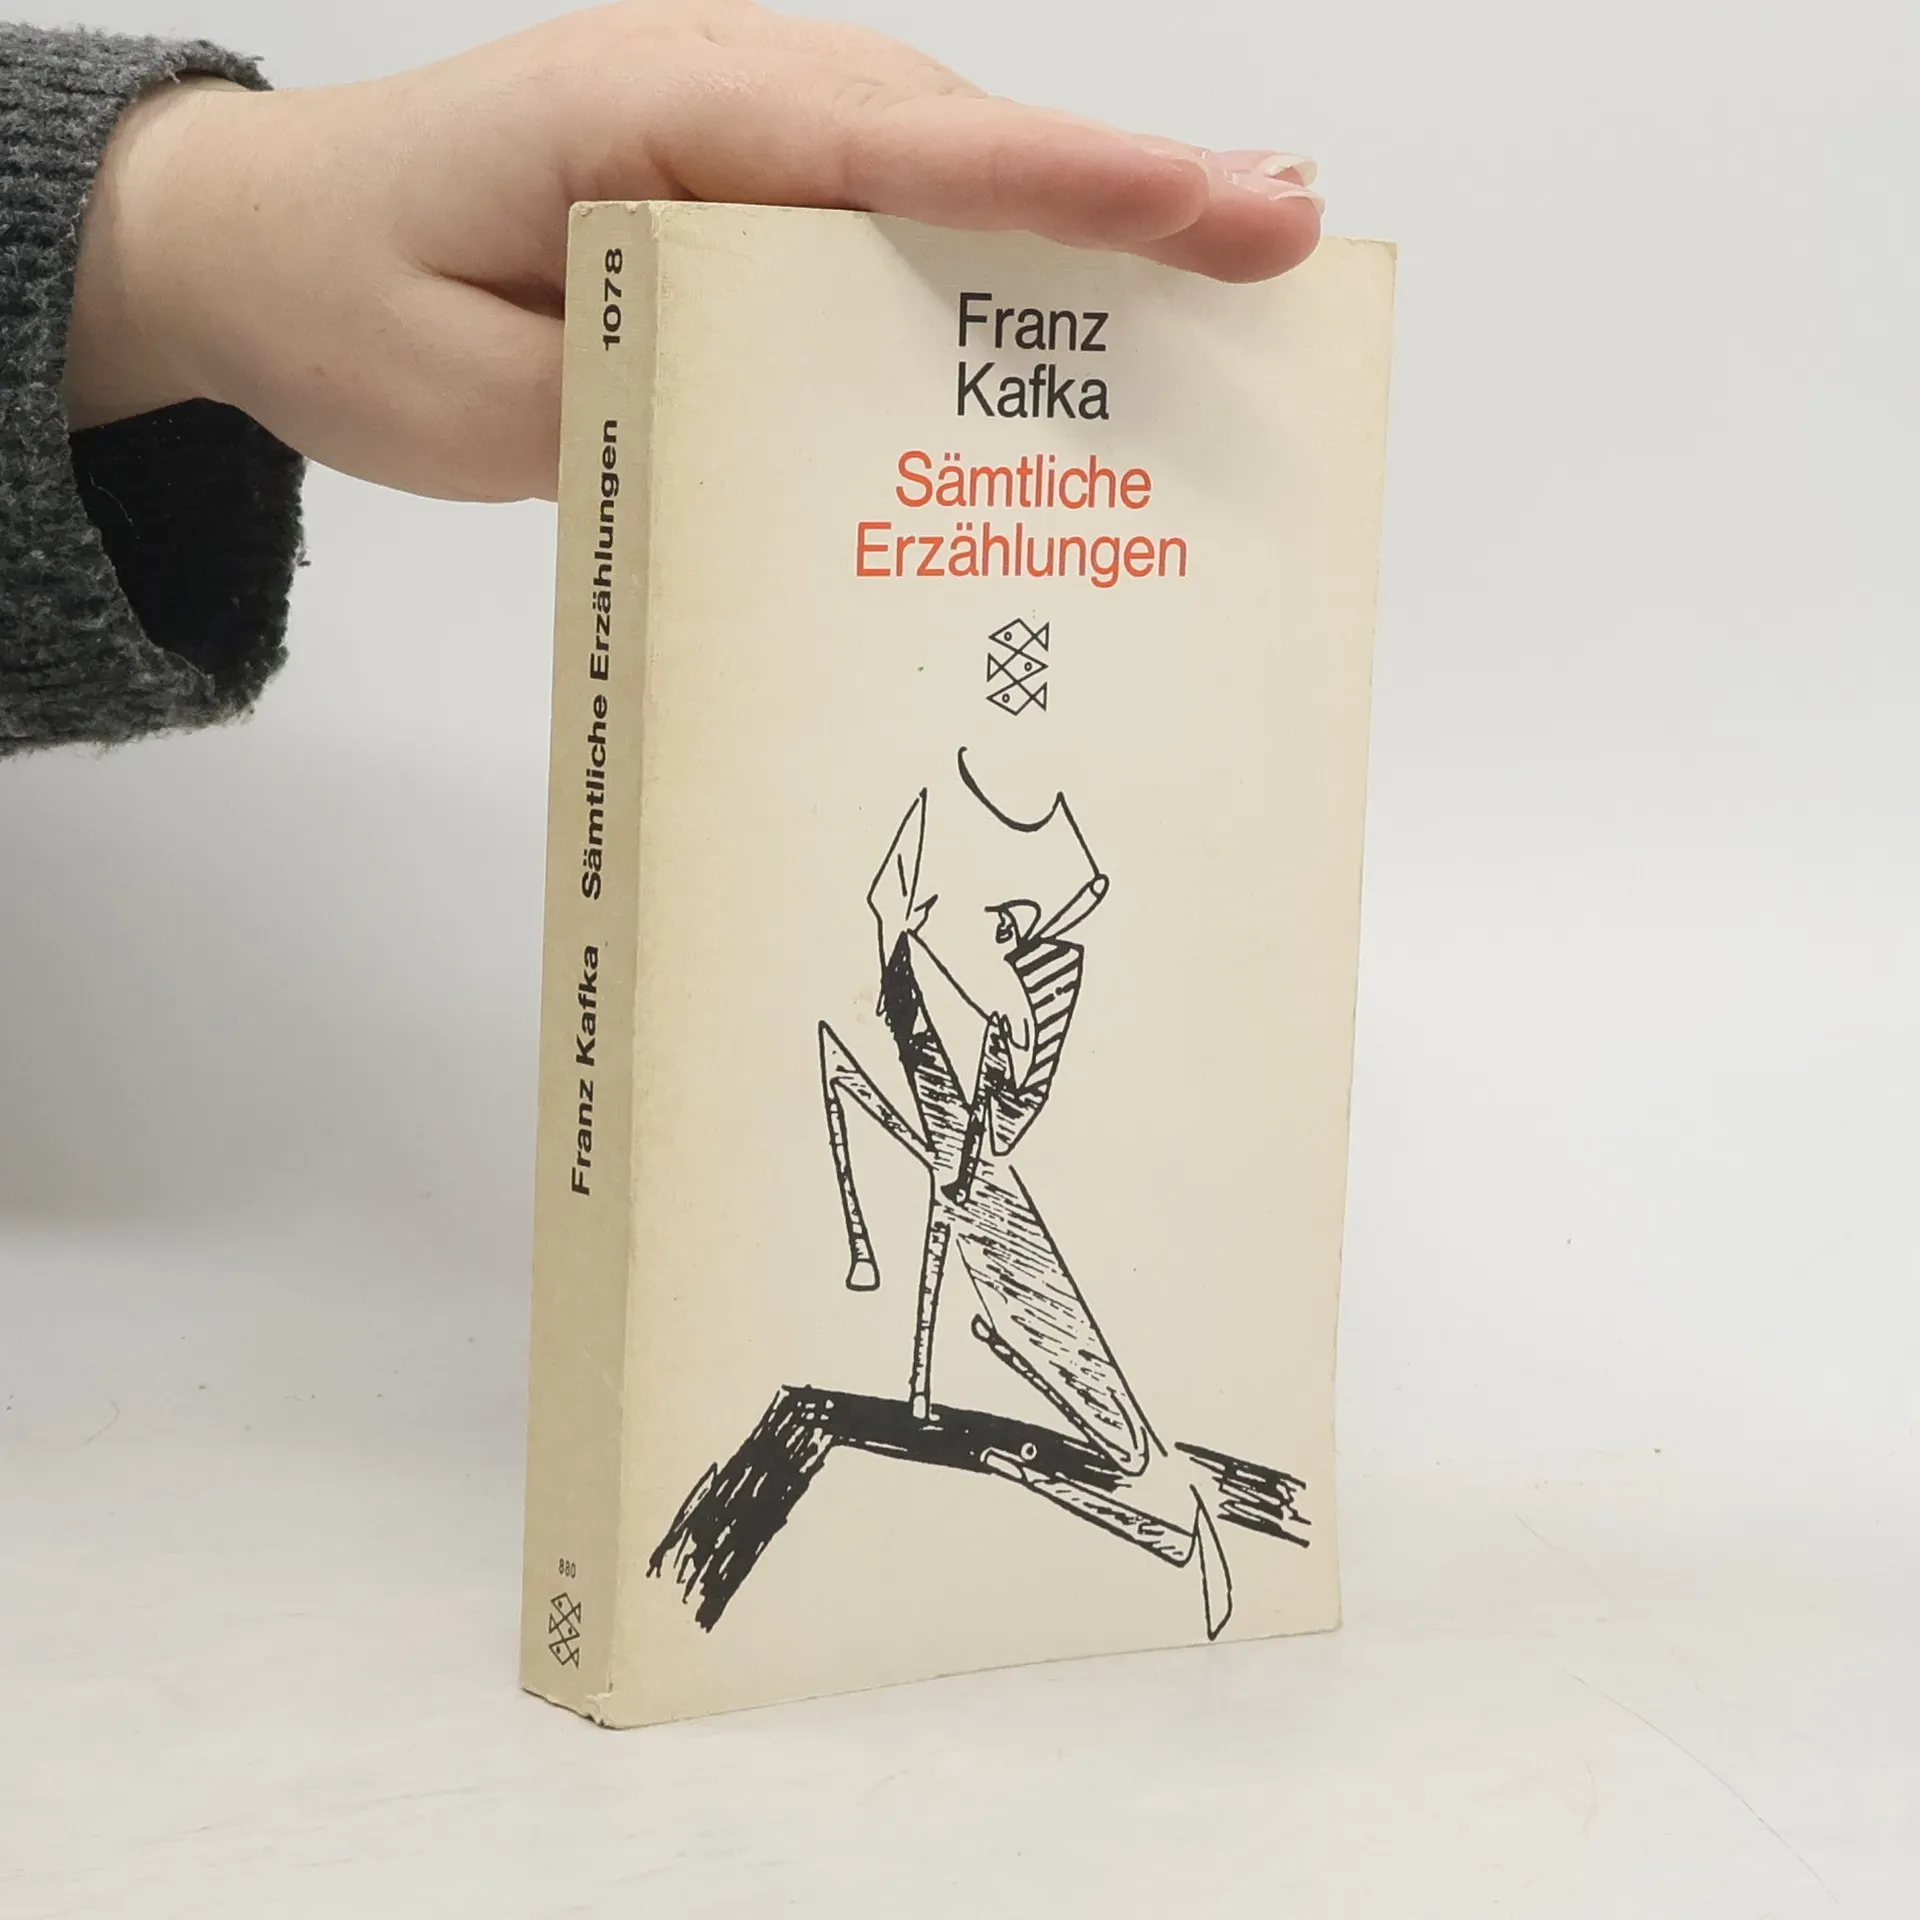 Franz
Kafka
Sämtliche
Erzählungen
Franz Kafka Sämtliche Erzählungen 1078
880